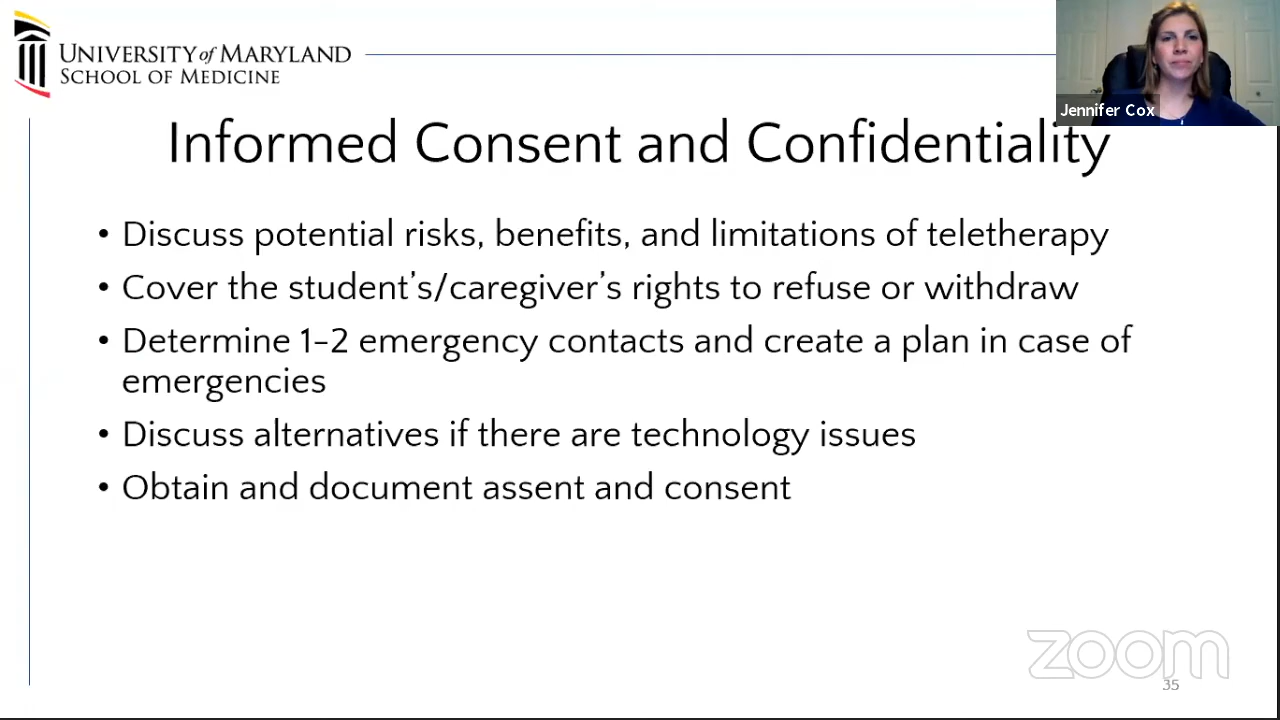 UNIVERSITY of MARYLAND
SCHOOL OF MEDICINE
Jennifer Cox
Informed Consent and Confidentiality
• Discuss potential risks, benefits, and limitations of teletherapy
• Cover the student’s/caregiver’s rights to refuse or withdraw
• Determine 1-2 emergency contacts and create a plan in case of
emergencies
• Discuss alternatives if there are technology issues
• Obtain and document assent and consent
zoom
35